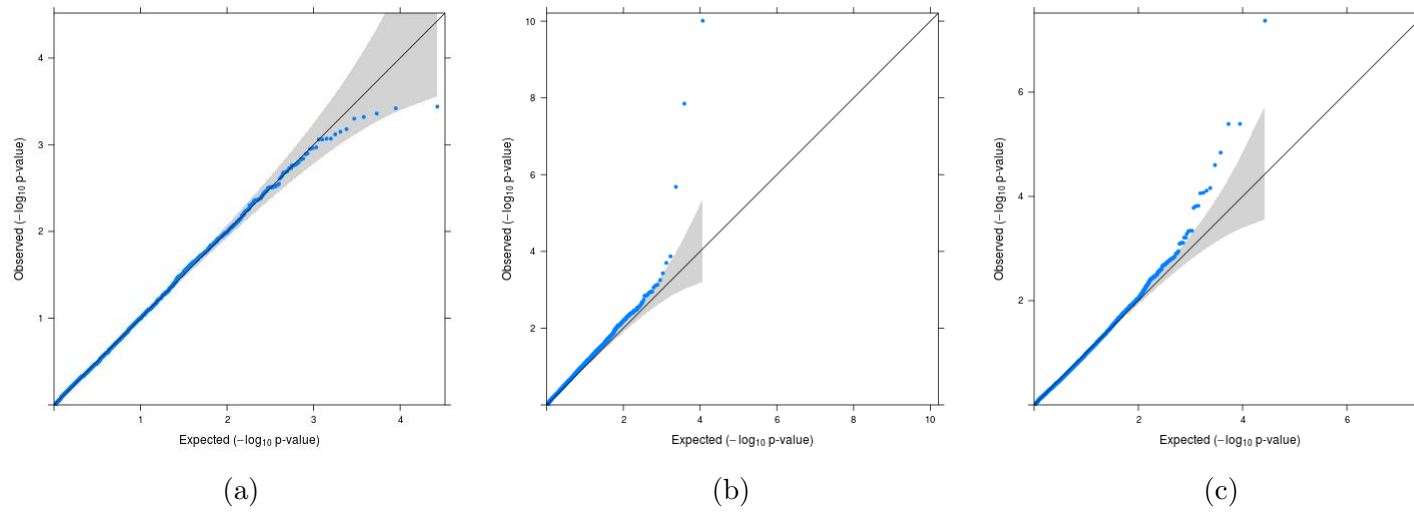 4
3
2
1
Observed (−log10 p-value)
1 2 3 4
Expected (−log10 p-value)
(a)
10
8
6
4
2
Observed (−log10 p-value)
2 4 6 8 10
Expected (−log10 p-value)
(b)
6
4
2
Observed (−log10 p-value)
2 4 6
Expected (−log10 p-value)
(c)